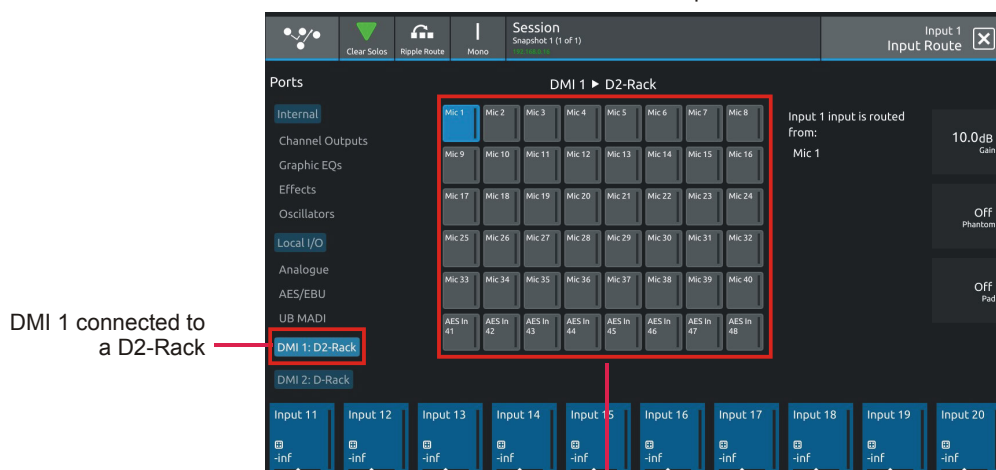 Session
Snapshot 1 (1 of 1)
192.168.0.15
Clear Solos
Ripple Route
Mono
Input 1
Input Route
Ports
DMI 1 ► D2-Rack
Internal
Channel Outputs
Graphic EQs
Effects
Oscillators
Local I/O
Analogue
AES/EBU
UB MADI
DMI 1: D2-Rack
DMI 2: D-Rack
Mic 1 Mic 2 Mic 3 Mic 4 Mic 5 Mic 6 Mic 7 Mic 8
Mic 9 Mic 10 Mic 11 Mic 12 Mic 13 Mic 14 Mic 15 Mic 16
Mic 17 Mic 18 Mic 19 Mic 20 Mic 21 Mic 22 Mic 23 Mic 24
Mic 25 Mic 26 Mic 27 Mic 28 Mic 29 Mic 30 Mic 31 Mic 32
Mic 33 Mic 34 Mic 35 Mic 36 Mic 37 Mic 38 Mic 39 Mic 40
AES In AES In AES In AES In AES In AES In AES In AES In
41 42 43 44 45 46 47 48
Input 1 input is routed
from:
Mic 1
10.0dB
Gain
Off
Phantom
Off
Pad
DMI 1 connected to
a D2-Rack
Input 11 Input 12 Input 13 Input 14 Input 15 Input 16 Input 17 Input 18 Input 19 Input 20
-inf -inf -inf -inf -inf -inf -inf -inf -inf -inf